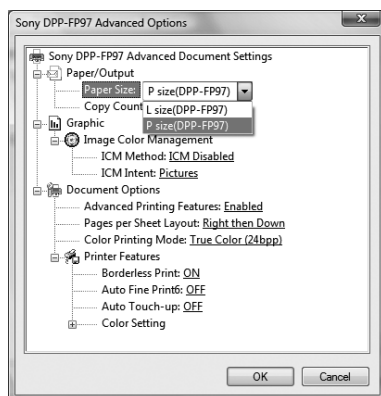 Sony DPP-FP97 Advanced Options
Sony DPP-FP97 Advanced Document Settings
Paper/Output
Paper Size: P size(DPP-FP97)
Copy Count L size(DPP-FP97)
P size(DPP-FP97)
Graphic
Image Color Management
ICM Method: ICM Disabled
ICM Intent: Pictures
Document Options
Advanced Printing Features: Enabled
Pages per Sheet Layout: Right then Down
Color Printing Mode: True Color (24bpp)
Printer Features
Borderless Print: ON
Auto Fine Print6: OFF
Auto Touch-up: OFF
Color Setting
OK Cancel